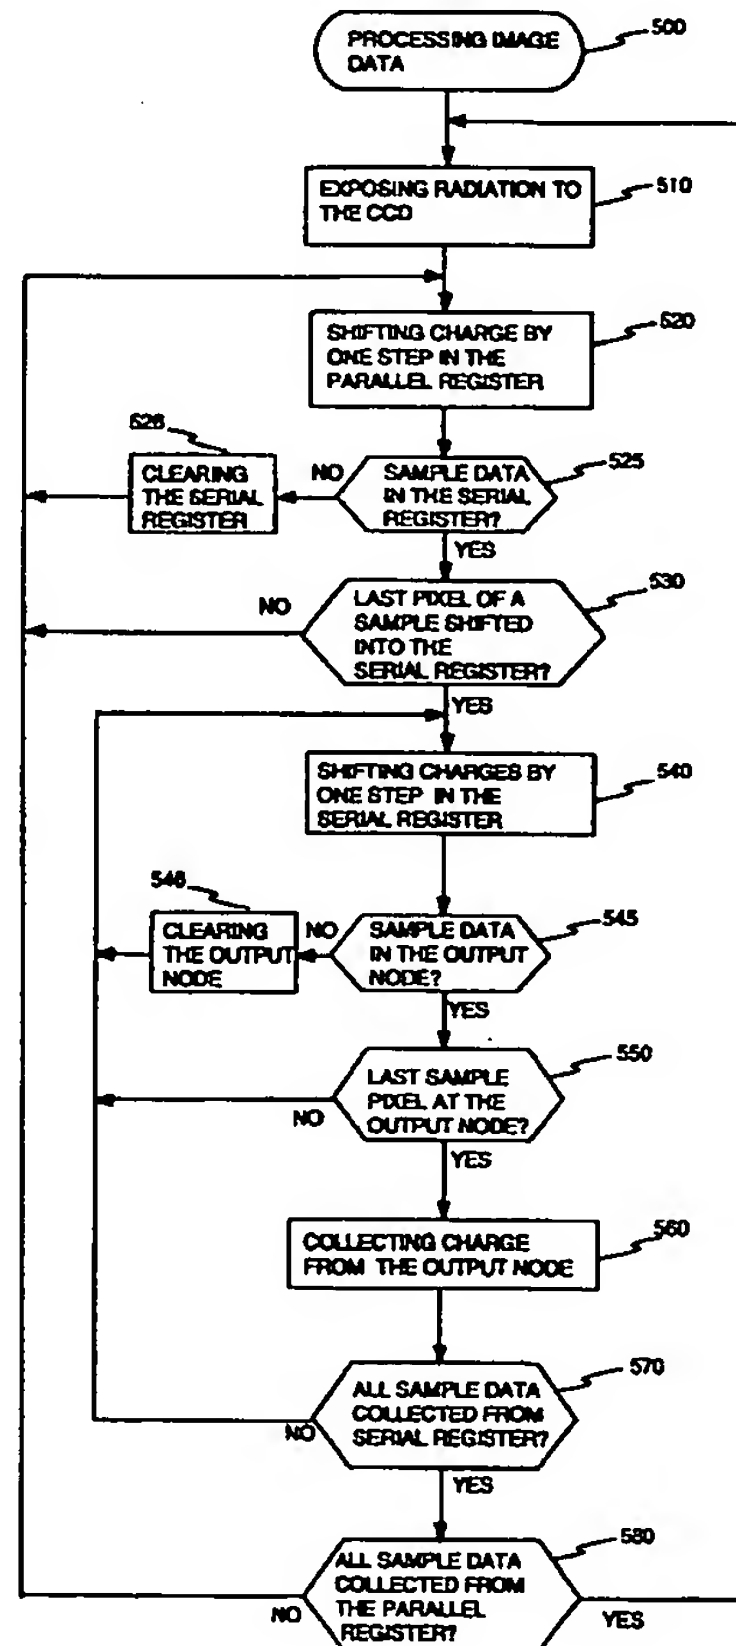 PROCESSING IMAGE
DATA
500
EXPOSING RADIATION TO
THE CCD
510
SHIFTING CHARGE BY
ONE STEP IN THE
PARALLEL REGISTER
520
526
CLEARING
THE SERIAL
REGISTER
NO
SAMPLE DATA
IN THE SERIAL
REGISTER?
525
YES
NO
LAST PIXEL OF A
SAMPLE SHIFTED
INTO THE
SERIAL REGISTER?
530
YES
SHIFTING CHARGES BY
ONE STEP IN THE
SERIAL REGISTER
540
546
CLEARING
THE OUTPUT
NODE
NO
SAMPLE DATA
IN THE OUTPUT
NODE?
545
YES
LAST SAMPLE
PIXEL AT THE
OUTPUT NODE?
550
NO
YES
COLLECTING CHARGE
FROM THE OUTPUT NODE
560
ALL SAMPLE DATA
COLLECTED FROM
SERIAL REGISTER?
570
NO
YES
ALL SAMPLE DATA
COLLECTED FROM
THE PARALLEL
REGISTER?
580
NO
YES